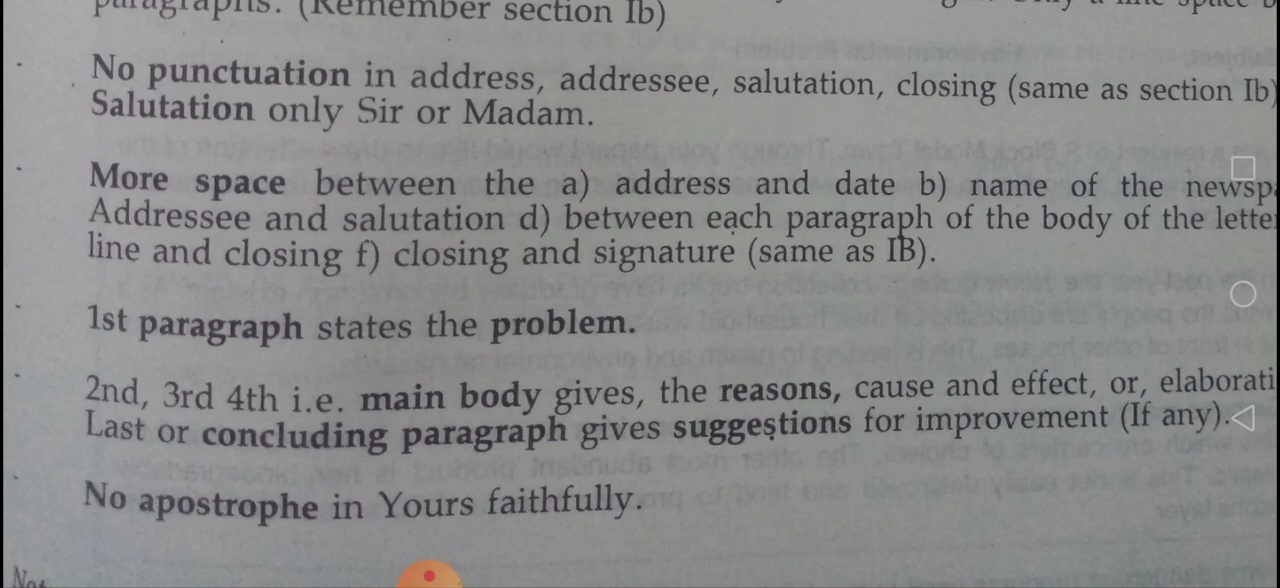 paragraphs. (Remember section Ib)
No punctuation in address, addressee, salutation, closing (same as section Ib)
Salutation only Sir or Madam.
More space between the a) address and date b) name of the newsp
Addressee and salutation d) between each paragraph of the body of the letter
line and closing f) closing and signature (same as IB).
1st paragraph states the problem.
2nd, 3rd 4th i.e. main body gives, the reasons, cause and effect, or, elaborati
Last or concluding paragraph gives suggestions for improvement (If any).
No apostrophe in Yours faithfully.